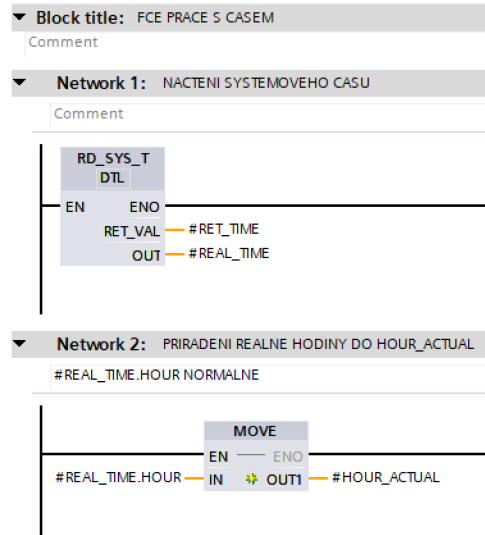 Block title: FCE PRACE S CASEM
Comment
Network 1: NACTENI SYSTEMOVEHO CASU
Comment
RD_SYS_T
DTL
EN ENO
RET_VAL #RET_TIME
OUT #REAL_TIME
Network 2: PRIRADENI REALNE HODINY DO HOUR_ACTUAL
#REAL_TIME.HOUR NORMALNE
MOVE
EN ENO
#REAL_TIME.HOUR IN OUT1 #HOUR_ACTUAL